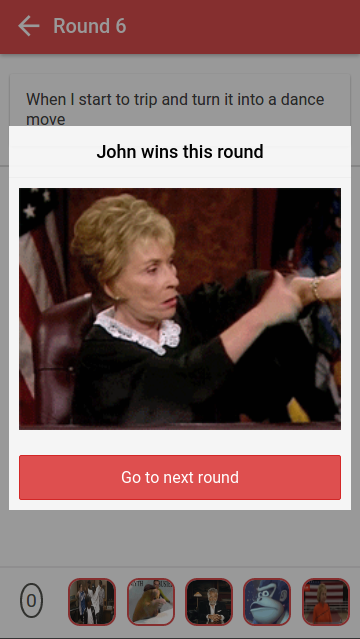 Round 6
When I start to trip and turn it into a dance
move
John wins this round
Go to next round
0